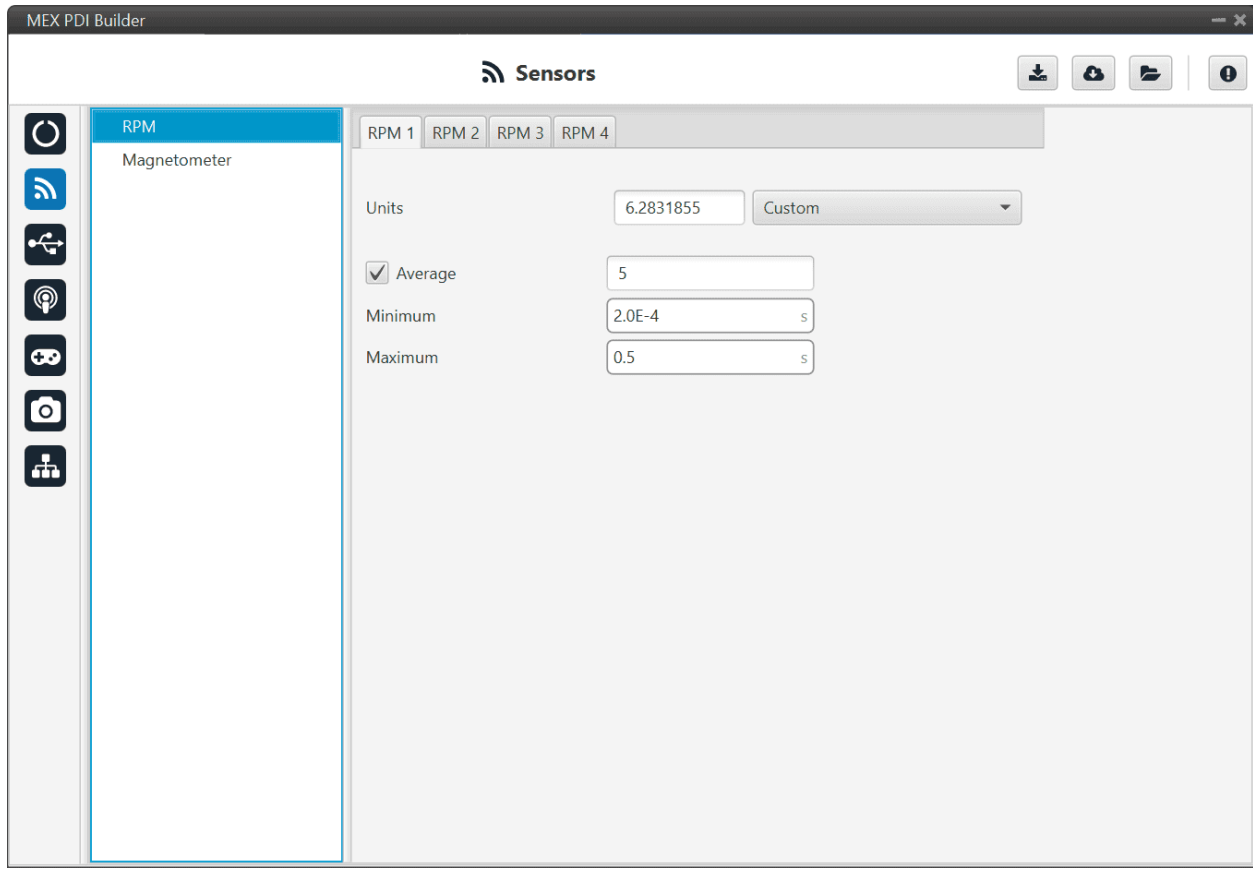 MEX PDI Builder
Sensors
RPM
Magnetometer
RPM 1 RPM 2 RPM 3 RPM 4
Units 6.2831855 Custom
Average 5
Minimum 2.0E-4 s
Maximum 0.5 s